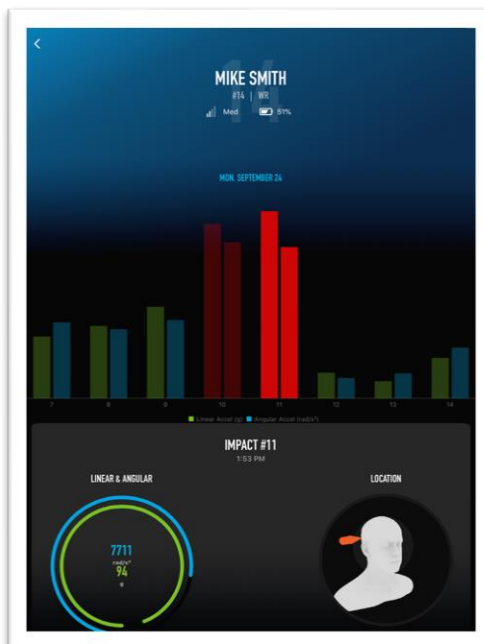 14
MIKE SMITH
#14 | WR
Med 51%
MON, SEPTEMBER 24
7 8 9 10 11 12 13 14
Linear Accel (g) Angular Accel (rad/s²)
IMPACT #11
1:53 PM
LINEAR & ANGULAR LOCATION
7711
rad/s²
94
g